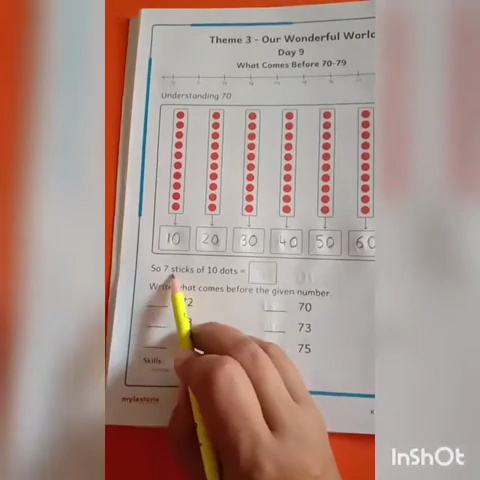 Theme 3 - Our Wonderful World
Day 9
What Comes Before 70-79
Understanding 70
10 20 30 40 50 60
So 7 sticks of 10 dots =
Write what comes before the given number.
72 70
73
75
Skills:
mylestone
InShOt